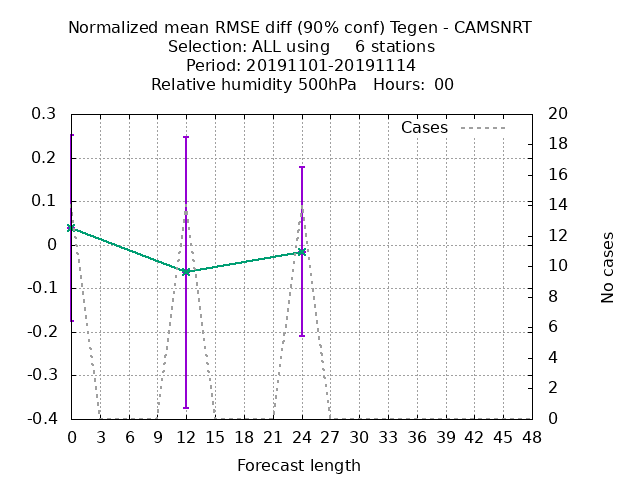 Normalized mean RMSE diff (90% conf) Tegen - CAMSNRT
Selection: ALL using     6 stations
Period: 20191101-20191114
Relative humidity 500hPa   Hours:  00
Cases
0.3
0.2
0.1
0
-0.1
-0.2
-0.3
-0.4
20
18
16
14
12
10
8
6
4
2
0
No cases
0 3 6 9 12 15 18 21 24 27 30 33 36 39 42 45 48
Forecast length